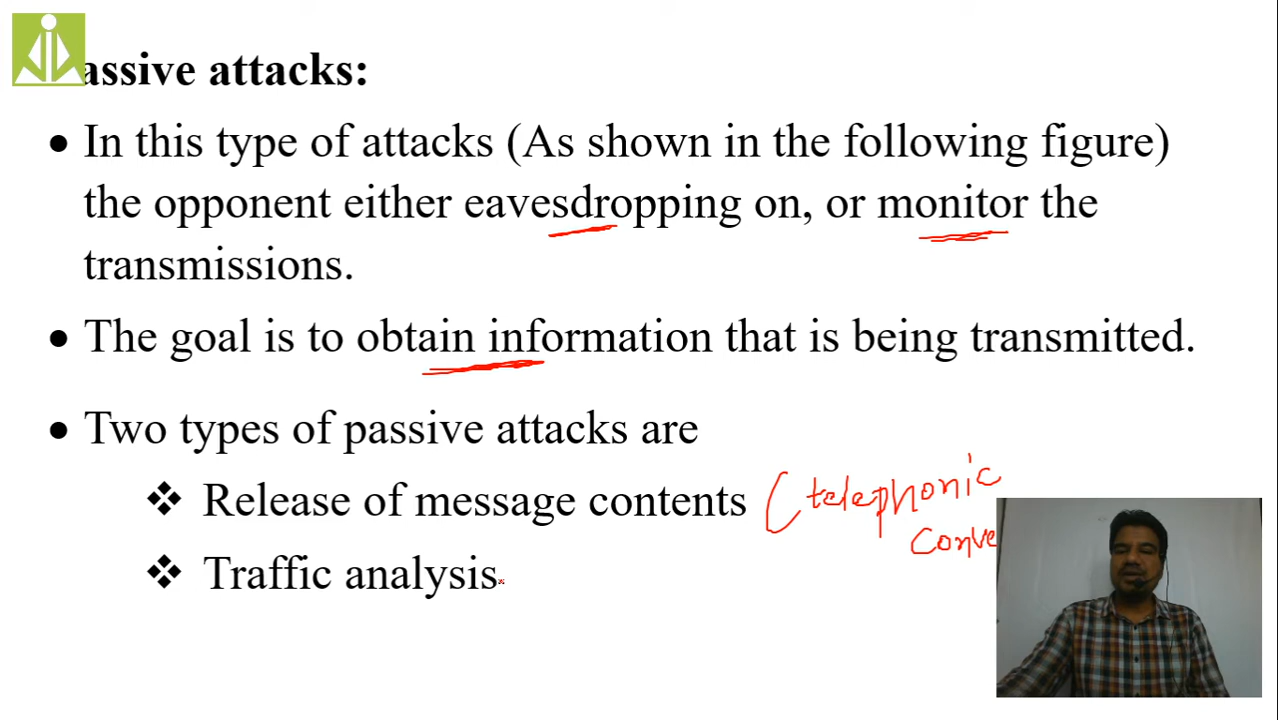 assive attacks:
• In this type of attacks (As shown in the following figure)
the opponent either eavesdropping on, or monitor the
transmissions.
• The goal is to obtain information that is being transmitted.
• Two types of passive attacks are
❖ Release of message contents (telephonic
conve
❖ Traffic analysis